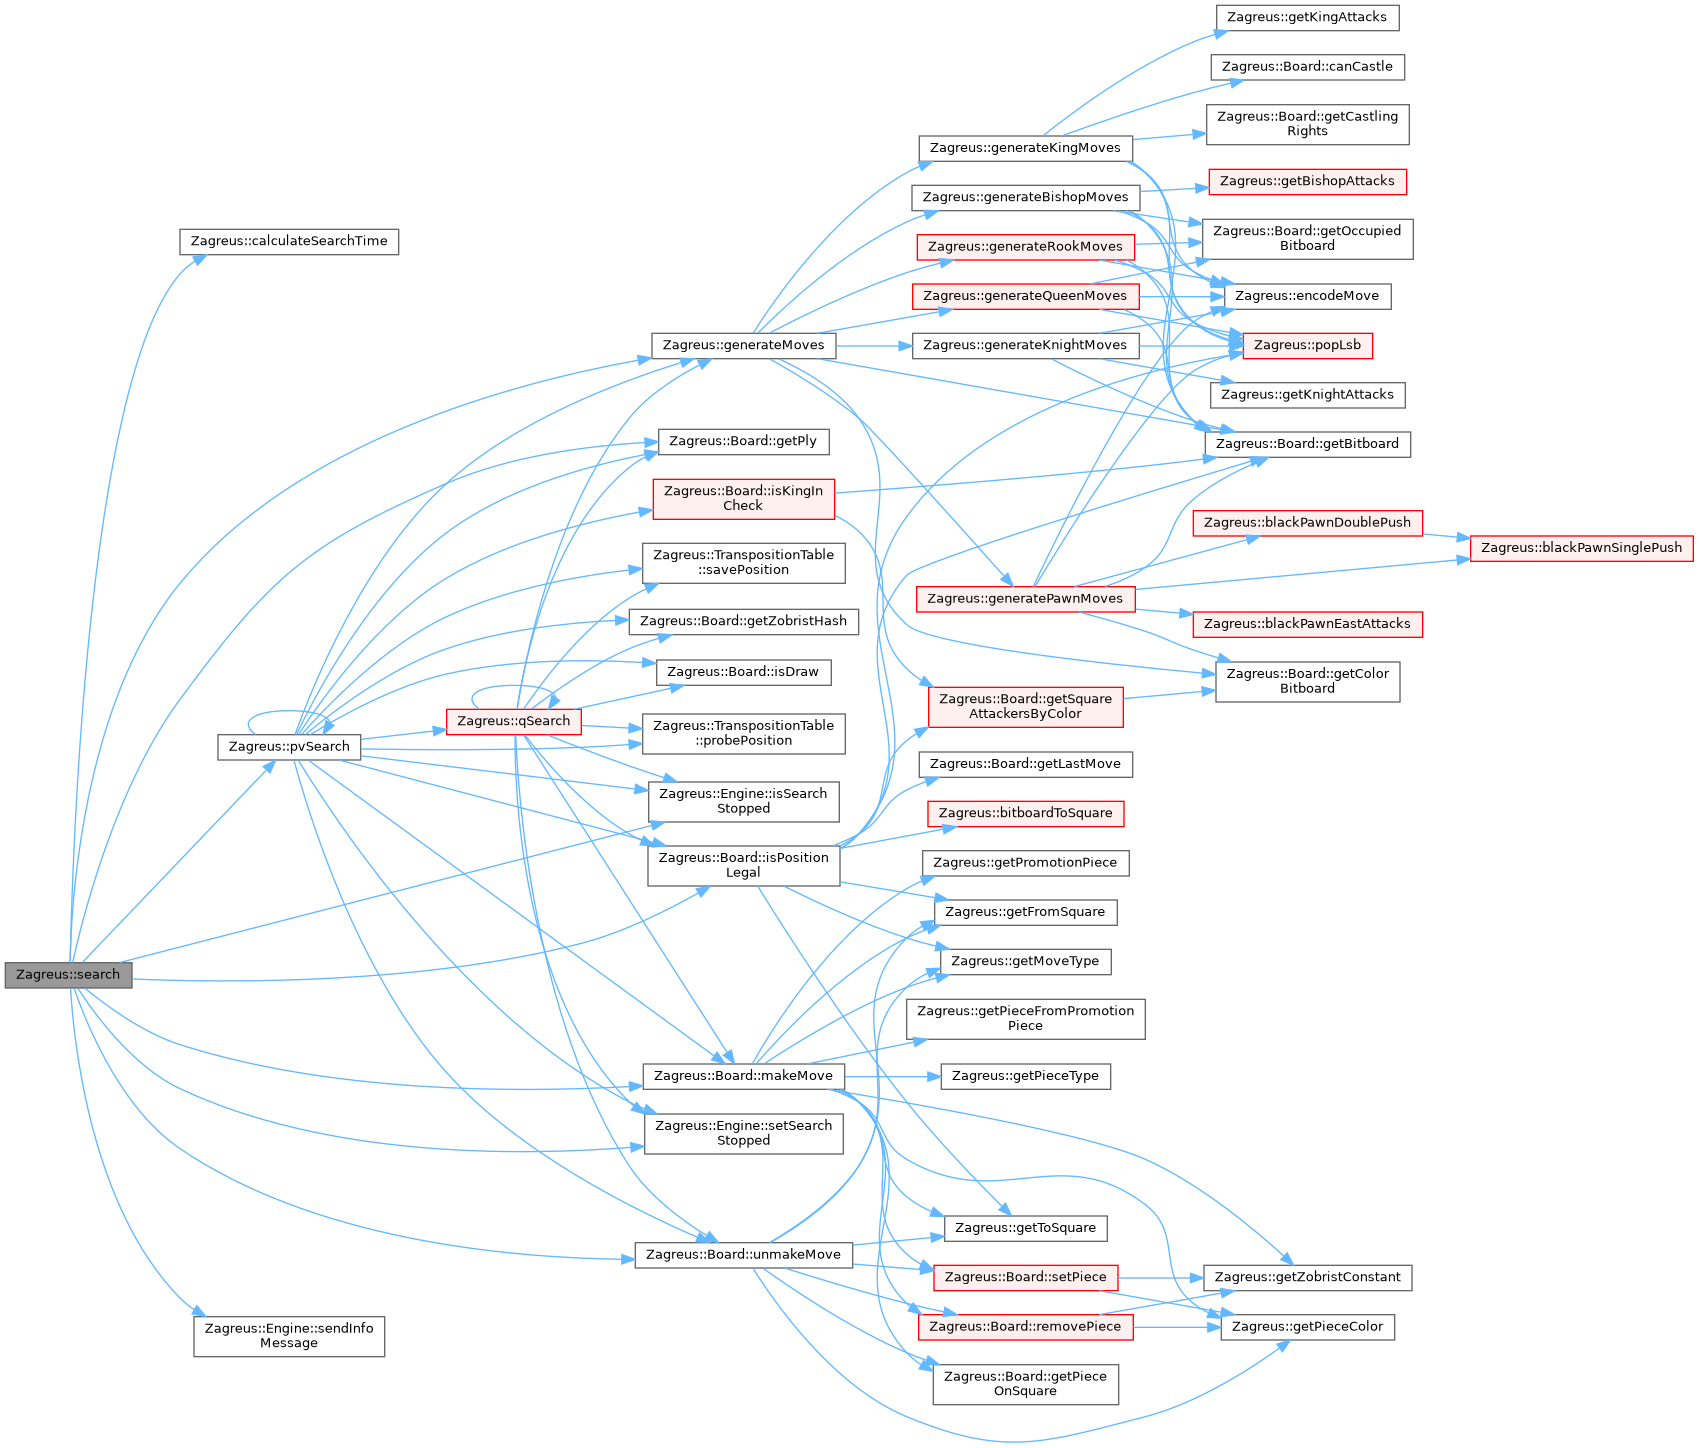 Zagreus::getKingAttacks
Zagreus::Board::canCastle
Zagreus::Board::getCastling
Rights
Zagreus::generateKingMoves
Zagreus::getBishopAttacks
Zagreus::generateBishopMoves
Zagreus::Board::getOccupied
Bitboard
Zagreus::calculateSearchTime
Zagreus::generateRookMoves
Zagreus::generateQueenMoves
Zagreus::encodeMove
Zagreus::generateMoves
Zagreus::generateKnightMoves
Zagreus::popLsb
Zagreus::getKnightAttacks
Zagreus::Board::getPly
Zagreus::Board::getBitboard
Zagreus::Board::isKingIn
Check
Zagreus::blackPawnDoublePush
Zagreus::blackPawnSinglePush
Zagreus::TranspositionTable
::savePosition
Zagreus::generatePawnMoves
Zagreus::Board::getZobristHash
Zagreus::blackPawnEastAttacks
Zagreus::Board::isDraw
Zagreus::Board::getColor
Bitboard
Zagreus::Board::getSquare
AttackersByColor
Zagreus::qSearch
Zagreus::pvSearch
Zagreus::TranspositionTable
::probePosition
Zagreus::Board::getLastMove
Zagreus::Engine::isSearch
Stopped
Zagreus::bitboardToSquare
Zagreus::Board::isPosition
Legal
Zagreus::getPromotionPiece
Zagreus::getFromSquare
Zagreus::getMoveType
Zagreus::search
Zagreus::getPieceFromPromotion
Piece
Zagreus::Board::makeMove
Zagreus::getPieceType
Zagreus::Engine::setSearch
Stopped
Zagreus::getToSquare
Zagreus::Board::unmakeMove
Zagreus::Board::setPiece
Zagreus::getZobristConstant
Zagreus::Engine::sendInfo
Message
Zagreus::Board::removePiece
Zagreus::getPieceColor
Zagreus::Board::getPiece
OnSquare